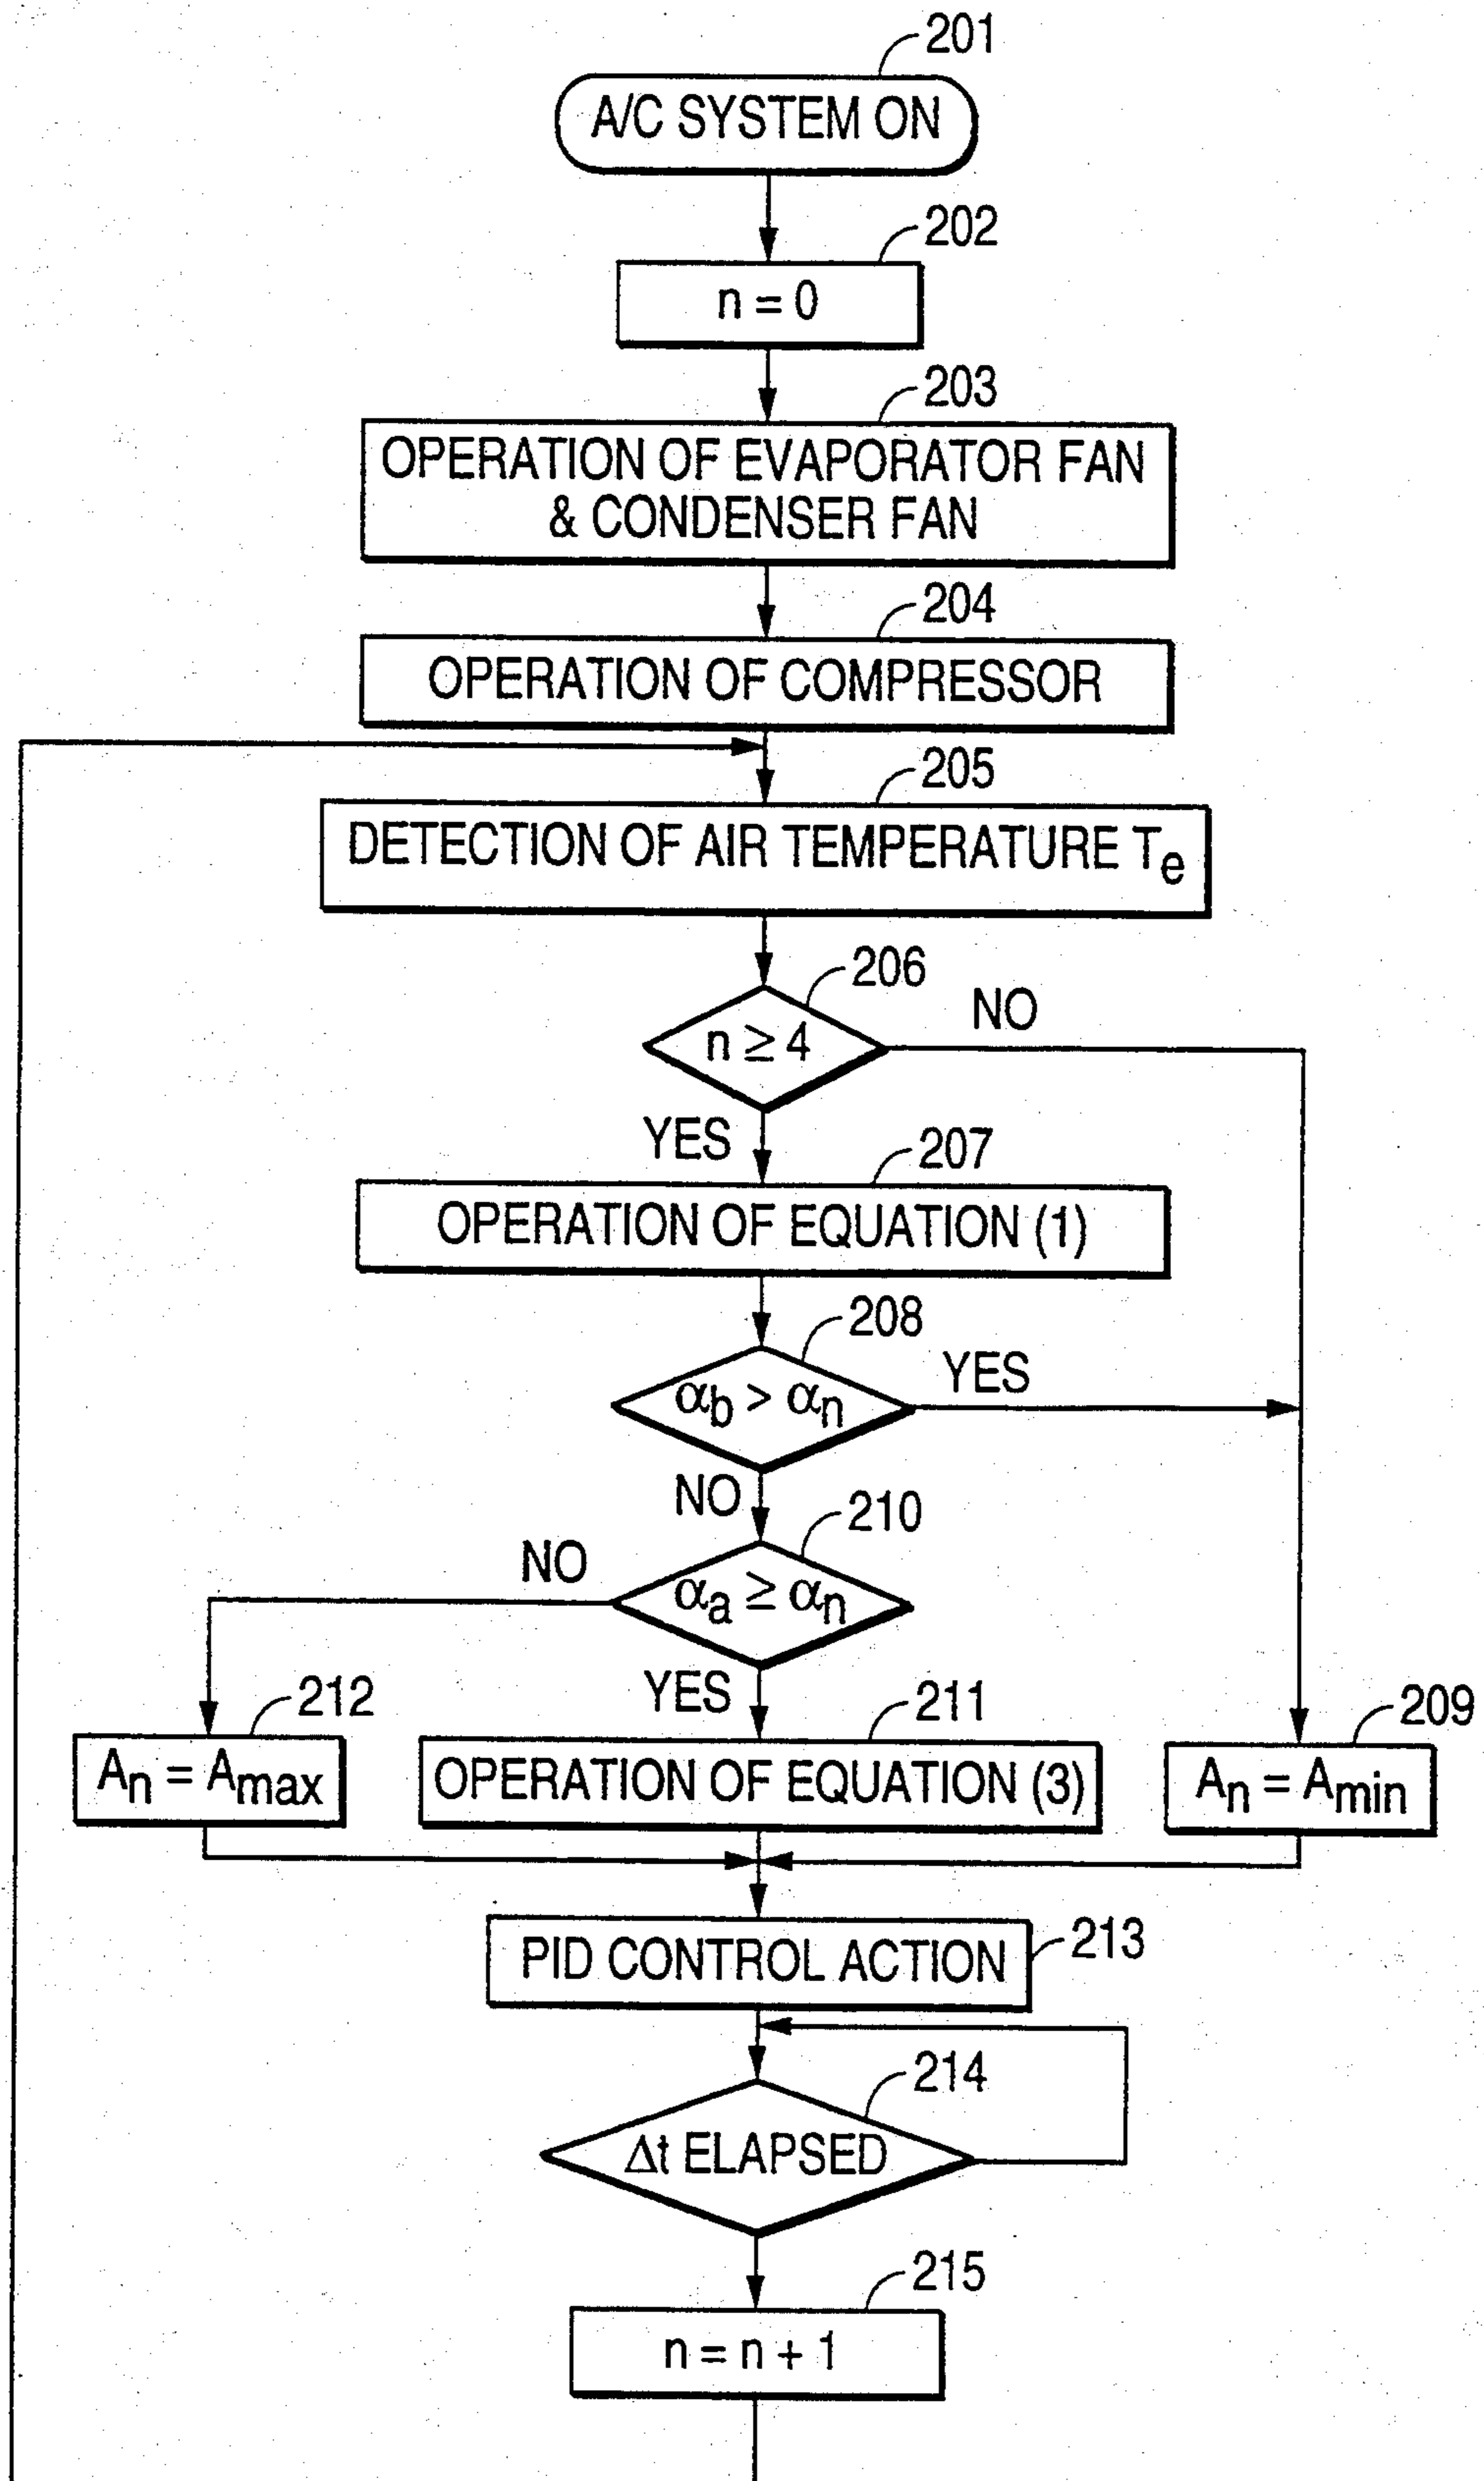 201
A/C SYSTEM ON
202
n = 0
203
OPERATION OF EVAPORATOR FAN
& CONDENSER FAN
204
OPERATION OF COMPRESSOR
205
DETECTION OF AIR TEMPERATURE Te
206
n ≥ 4
NO
YES
207
OPERATION OF EQUATION (1)
208
αb > αn
YES
NO
210
αa ≥ αn
NO
YES
212
An = Amax
211
OPERATION OF EQUATION (3)
209
An = Amin
213
PID CONTROL ACTION
214
Δt ELAPSED
215
n = n + 1